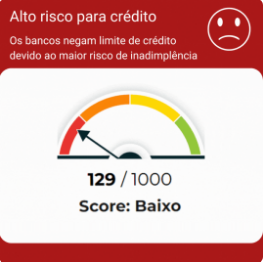 Alto risco para crédito
Os bancos negam limite de crédito
devido ao maior risco de inadimplência
129 / 1000
Score: Baixo